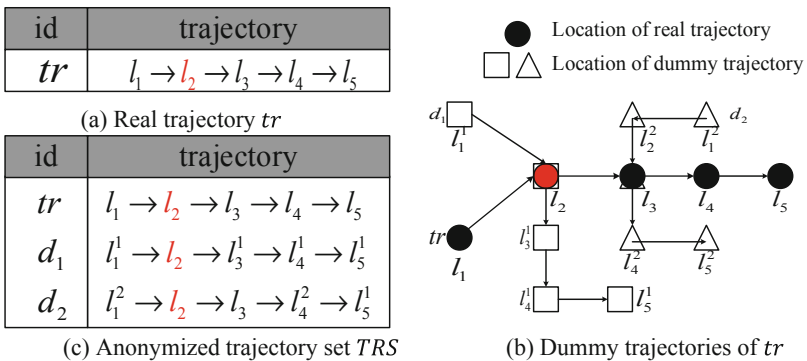 id trajectory
tr l₁ → l₂ → l₃ → l₄ → l₅
(a) Real trajectory tr
id trajectory
tr l₁ → l₂ → l₃ → l₄ → l₅
d₁ l₁¹ → l₂ → l₃¹ → l₄¹ → l₅¹
d₂ l₁² → l₂ → l₃ → l₄² → l₅¹
(c) Anonymized trajectory set TRS
Location of real trajectory
Location of dummy trajectory
d₁ l₁¹ l₂² l₁² d₂
l₂ l₃ l₄ l₅
tr l₁ l₃¹ l₄² l₅²
l₄¹ l₅¹
(b) Dummy trajectories of tr